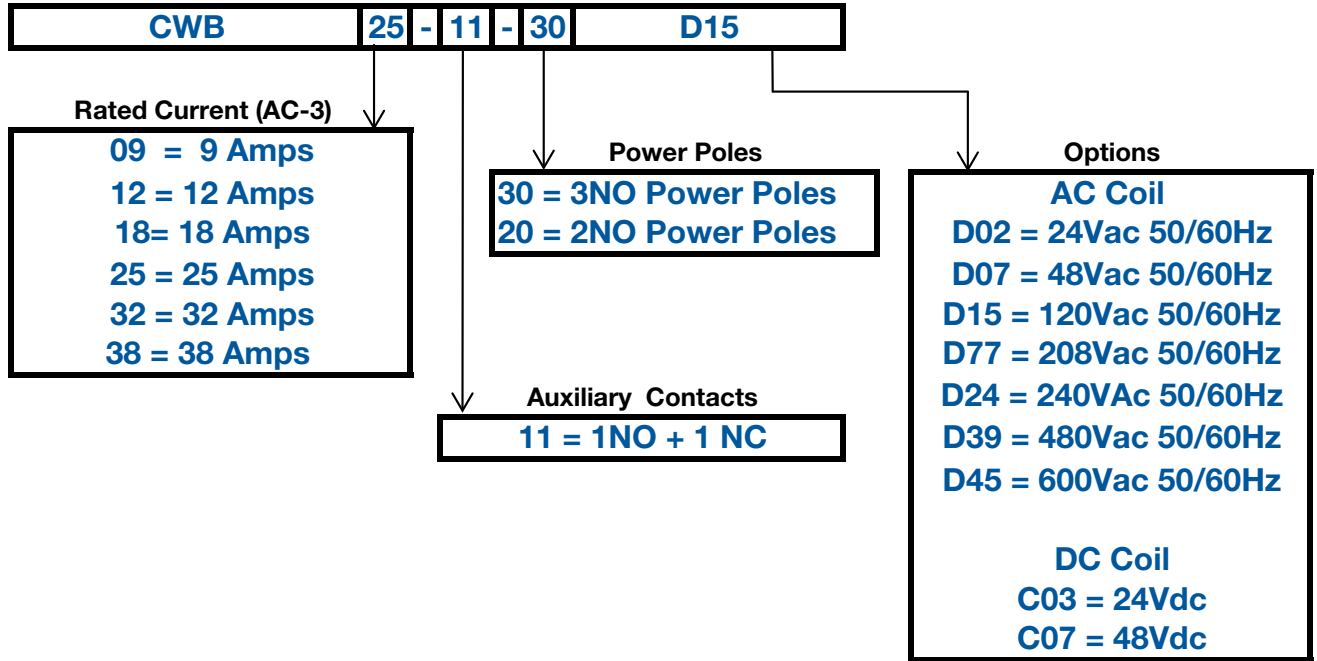 CWB 25 - 11 - 30 D15
Rated Current (AC-3)
09 = 9 Amps
12 = 12 Amps
18= 18 Amps
25 = 25 Amps
32 = 32 Amps
38 = 38 Amps
Power Poles
30 = 3NO Power Poles
20 = 2NO Power Poles
Auxiliary Contacts
11 = 1NO + 1 NC
Options
AC Coil
D02 = 24Vac 50/60Hz
D07 = 48Vac 50/60Hz
D15 = 120Vac 50/60Hz
D77 = 208Vac 50/60Hz
D24 = 240VAc 50/60Hz
D39 = 480Vac 50/60Hz
D45 = 600Vac 50/60Hz
DC Coil
C03 = 24Vdc
C07 = 48Vdc